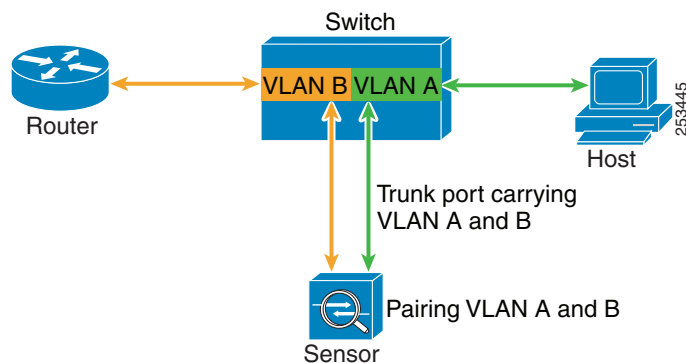 Switch
VLAN B
VLAN A
Router
Host
253445
Trunk port carrying
VLAN A and B
Pairing VLAN A and B
Sensor